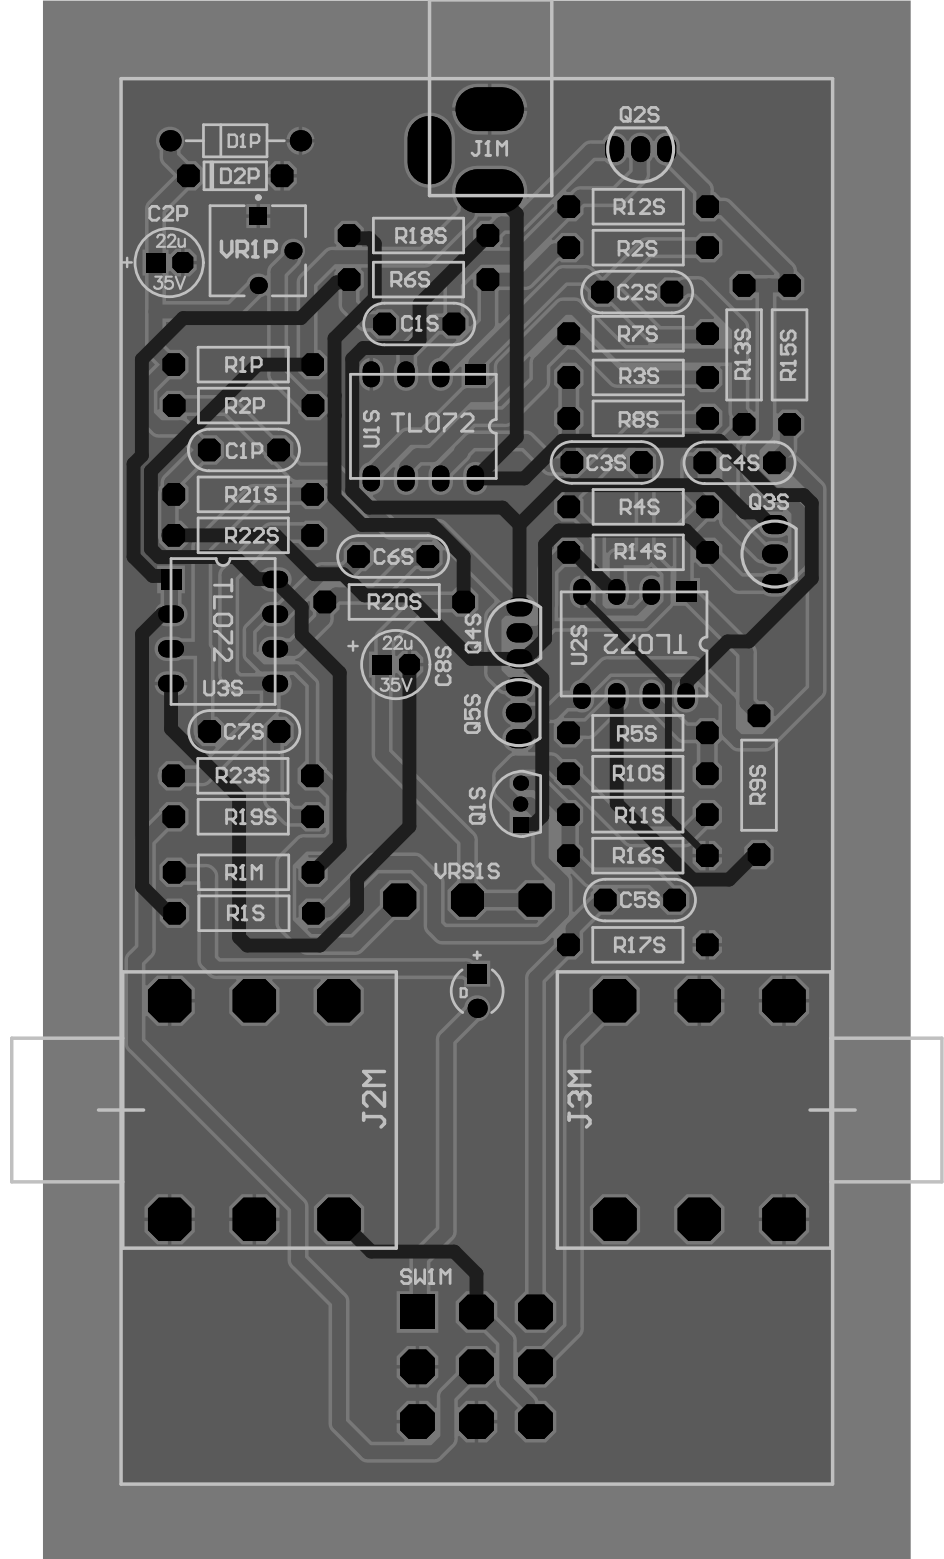 Q2S
D1P
J1M
D2P
C2P
R12S
22u
VR1P
R18S
R2S
+
35V
R6S
C2S
C1S
R7S
R13S
R15S
R1P
R3S
R2P
U1S
TL072
R8S
C1P
C3S
C4S
R21S
R4S
Q3S
R22S
C6S
R14S
TL072
R20S
Q4S
U2S
TL072
+
22u
C8S
35V
U3S
Q5S
C7S
R5S
R23S
R10S
R9S
Q1S
R19S
R11S
R16S
R1M
VRS1S
C5S
R1S
R17S
+
D
J2M
J3M
SW1M